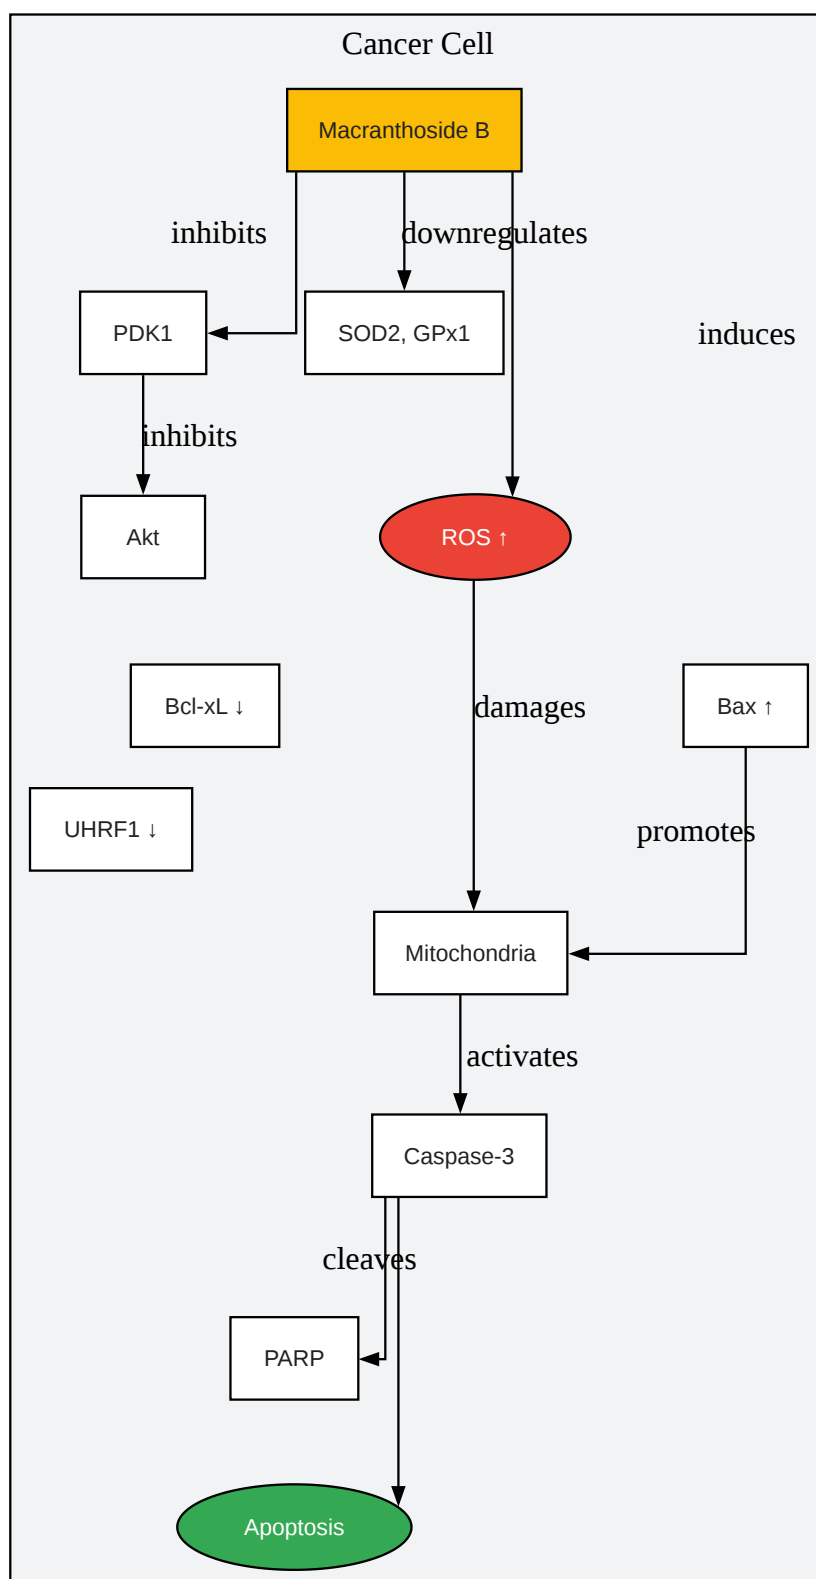 Cancer Cell
Macranthoside B
inhibits
downregulates
PDK1
SOD2, GPx1
induces
inhibits
Akt
ROS ↑
Bcl-xL ↓
damages
Bax ↑
UHRF1 ↓
promotes
Mitochondria
activates
Caspase-3
cleaves
PARP
Apoptosis